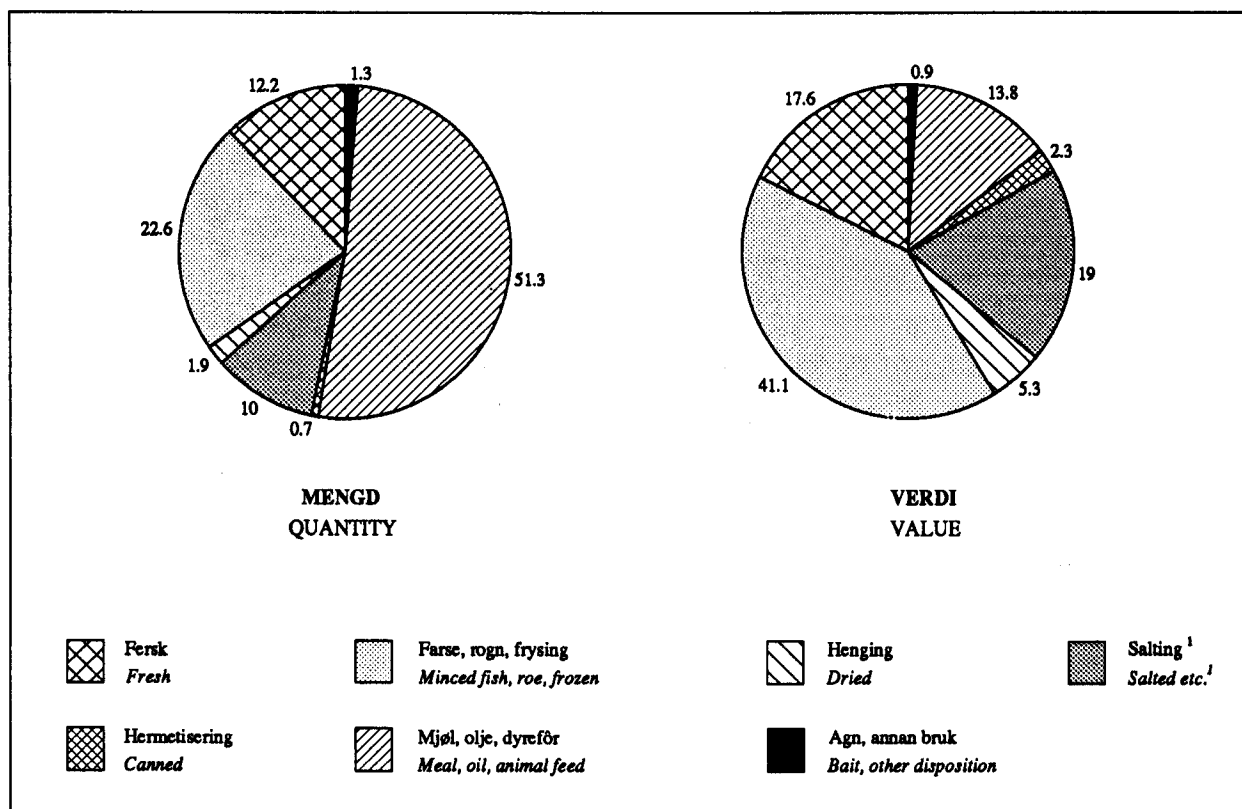 12.2
1.3
22.6
51.3
1.9
10
0.7
MENGD
QUANTITY
0.9
17.6
13.8
2.3
19
41.1
5.3
VERDI
VALUE
Fersk
Fresh
Farse, rogn, frysing
Minced fish, roe, frozen
Henging
Dried
Salting ¹
Salted etc.¹
Hermetisering
Canned
Mjøl, olje, dyrefôr
Meal, oil, animal feed
Agn, annan bruk
Bait, other disposition